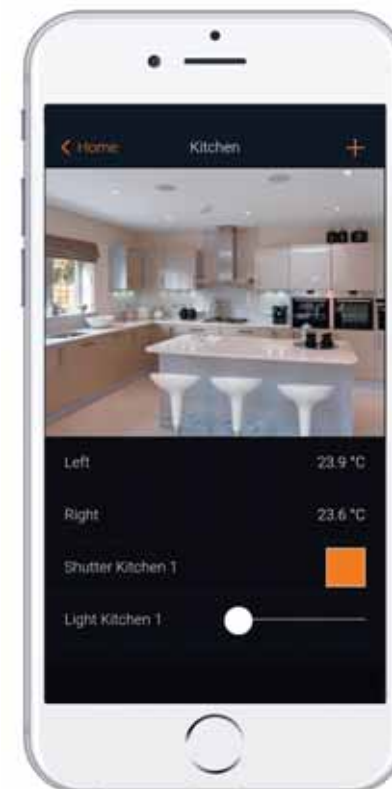 Home Kitchen +
Left 23.9 °C
Right 23.6 °C
Shutter Kitchen 1
Light Kitchen 1